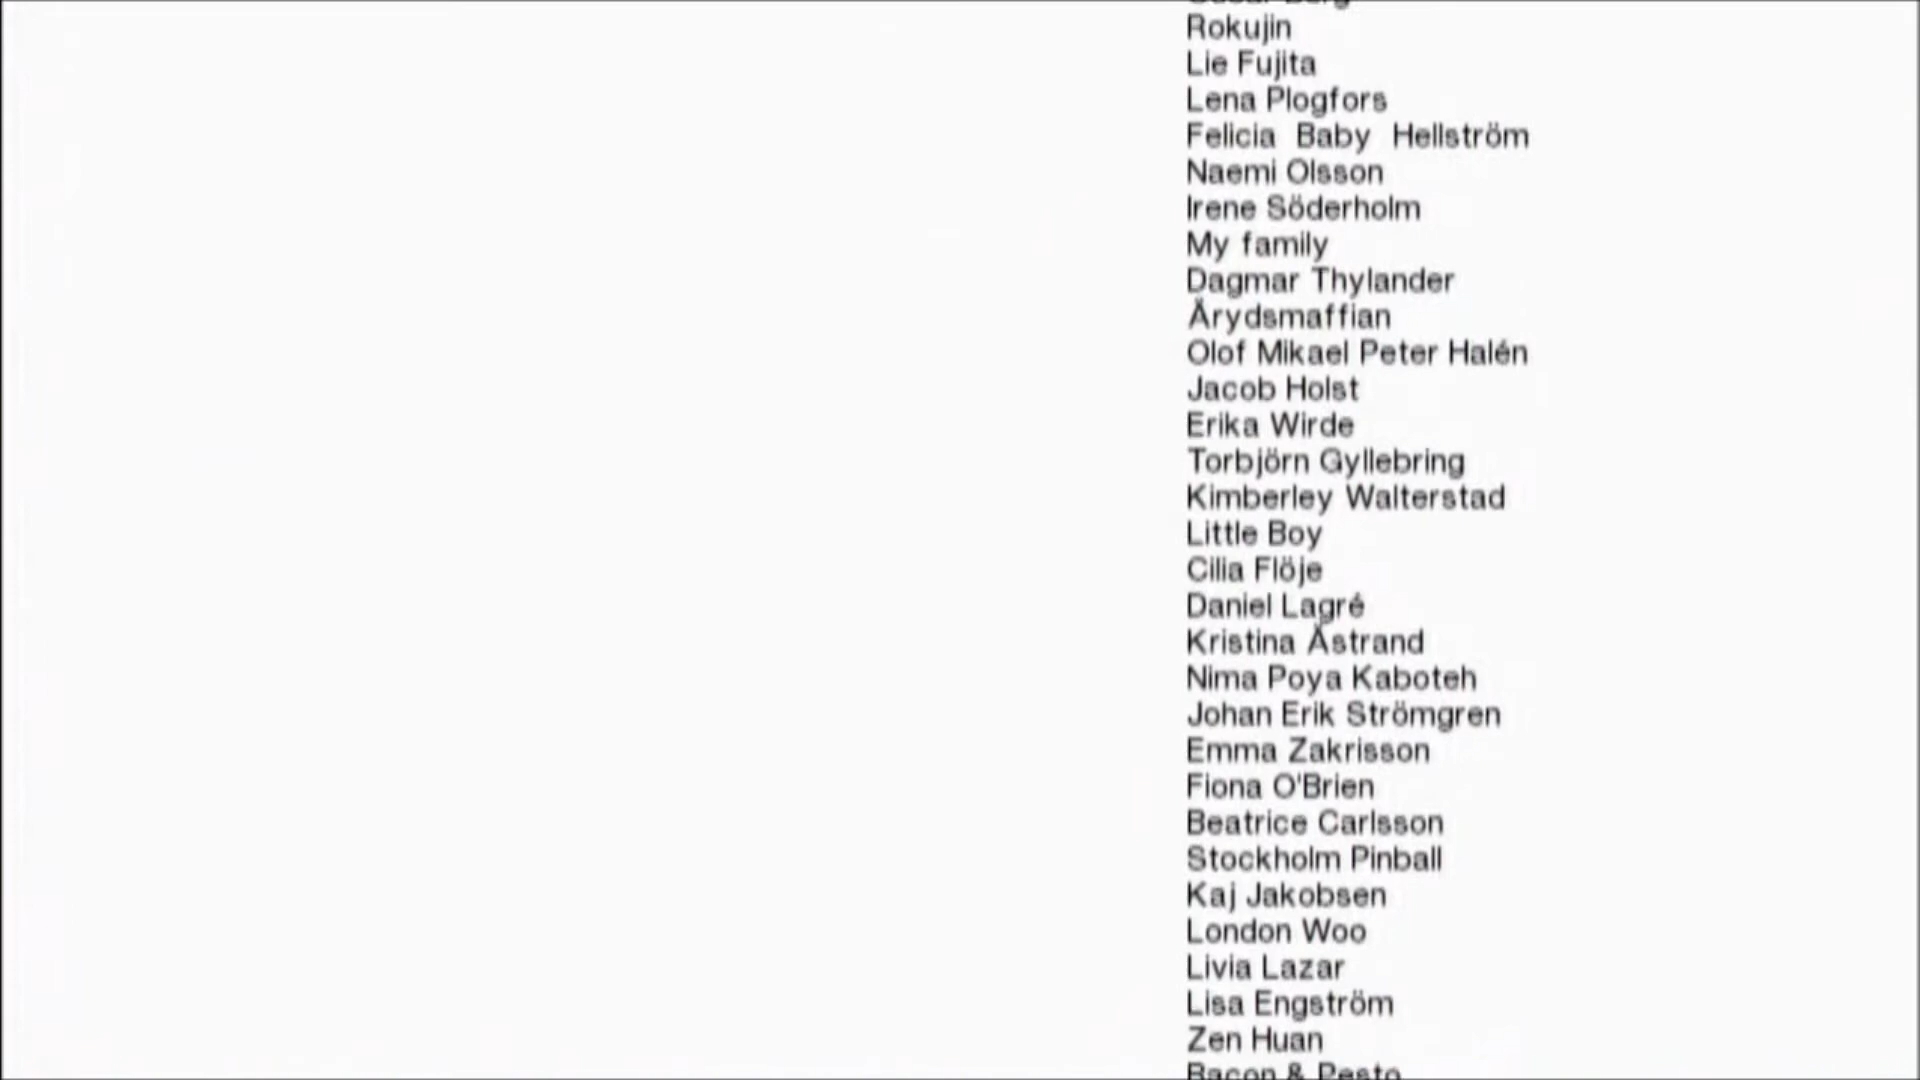 Rokujin
Lie Fujita
Lena Plogfors
Felicia Baby Hellström
Naemi Olsson
Irene Söderholm
My family
Dagmar Thylander
Årydsmaffian
Olof Mikael Peter Halén
Jacob Holst
Erika Wirde
Torbjörn Gyllebring
Kimberley Walterstad
Little Boy
Cilia Flöje
Daniel Lagré
Kristina Åstrand
Nima Poya Kaboteh
Johan Erik Strömgren
Emma Zakrisson
Fiona O'Brien
Beatrice Carlsson
Stockholm Pinball
Kaj Jakobsen
London Woo
Livia Lazar
Lisa Engström
Zen Huan
Bacon & Pesto